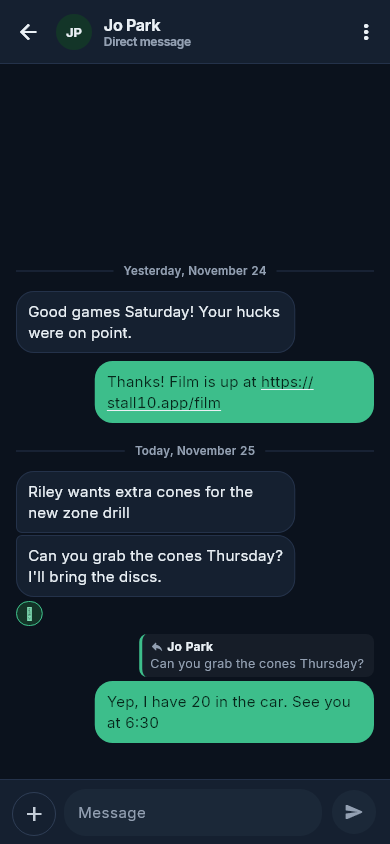 JP
Jo Park
Direct message
Yesterday, November 24
Good games Saturday! Your hucks
were on point.
Thanks! Film is up at https://
stall10.app/film
Today, November 25
Riley wants extra cones for the
new zone drill
Can you grab the cones Thursday?
I'll bring the discs.
Jo Park
Can you grab the cones Thursday?
Yep, I have 20 in the car. See you
at 6:30
Message